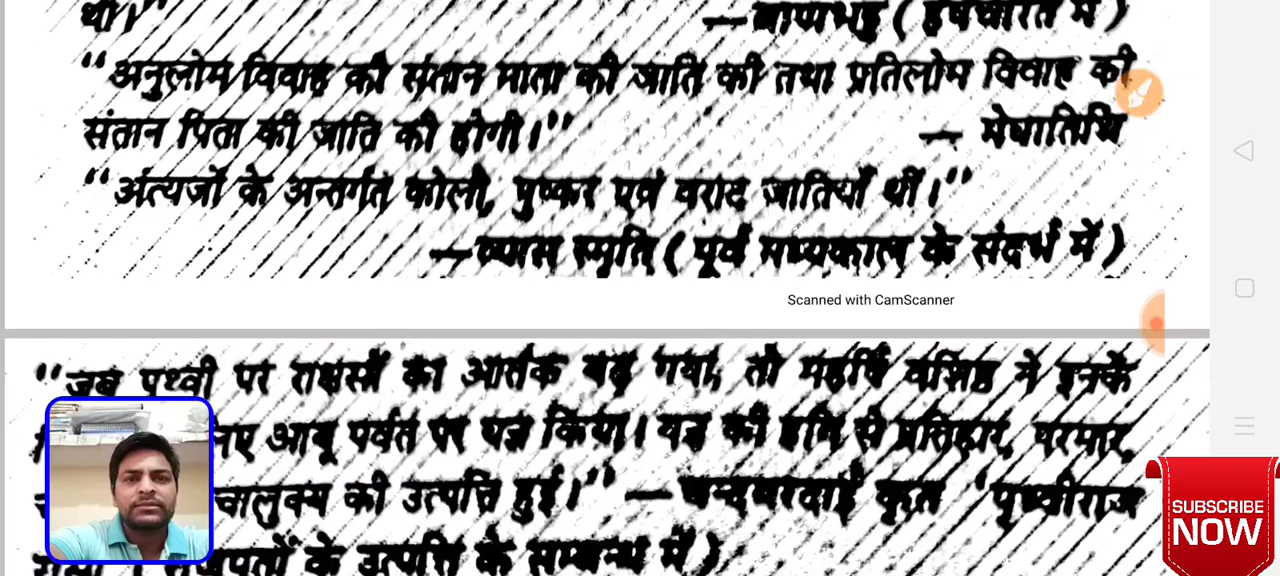 थी।" —बाणभट्ट ( हर्षचरित में )
"अनुलोम विवाह की संतान माता की जाति की तथा प्रतिलोम विवाह की
संतान पिता की जाति की होगी।" — मेधातिथि
"अंत्यजों के अन्तर्गत कोली, पुष्कर एवं वराद जातियाँ थीं।"
—व्यास स्मृति ( पूर्व मध्यकाल के संदर्भ में )
Scanned with CamScanner
"जब पृथ्वी पर राक्षसों का आतंक बढ़ गया, तो महर्षि वशिष्ठ ने इनके
आबू पर्वत पर यज्ञ किया। यज्ञ की अग्नि से प्रतिहार, परमार,
चालुक्य की उत्पत्ति हुई।" —चन्दबरदाई कृत 'पृथ्वीराज
के उत्पत्ति के सम्बन्ध में )
SUBSCRIBE
NOW